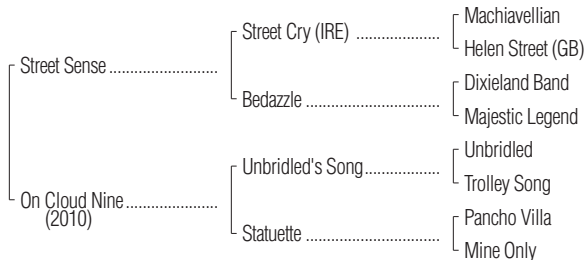 Machiavellian
Street Cry (IRE) ....................
Helen Street (GB)
Street Sense ..........................
Dixieland Band
Bedazzle ................................
Majestic Legend
Unbridled
Unbridled's Song ..................
Trolley Song
On Cloud Nine ......................
(2010)
Pancho Villa
Statuette ................................
Mine Only